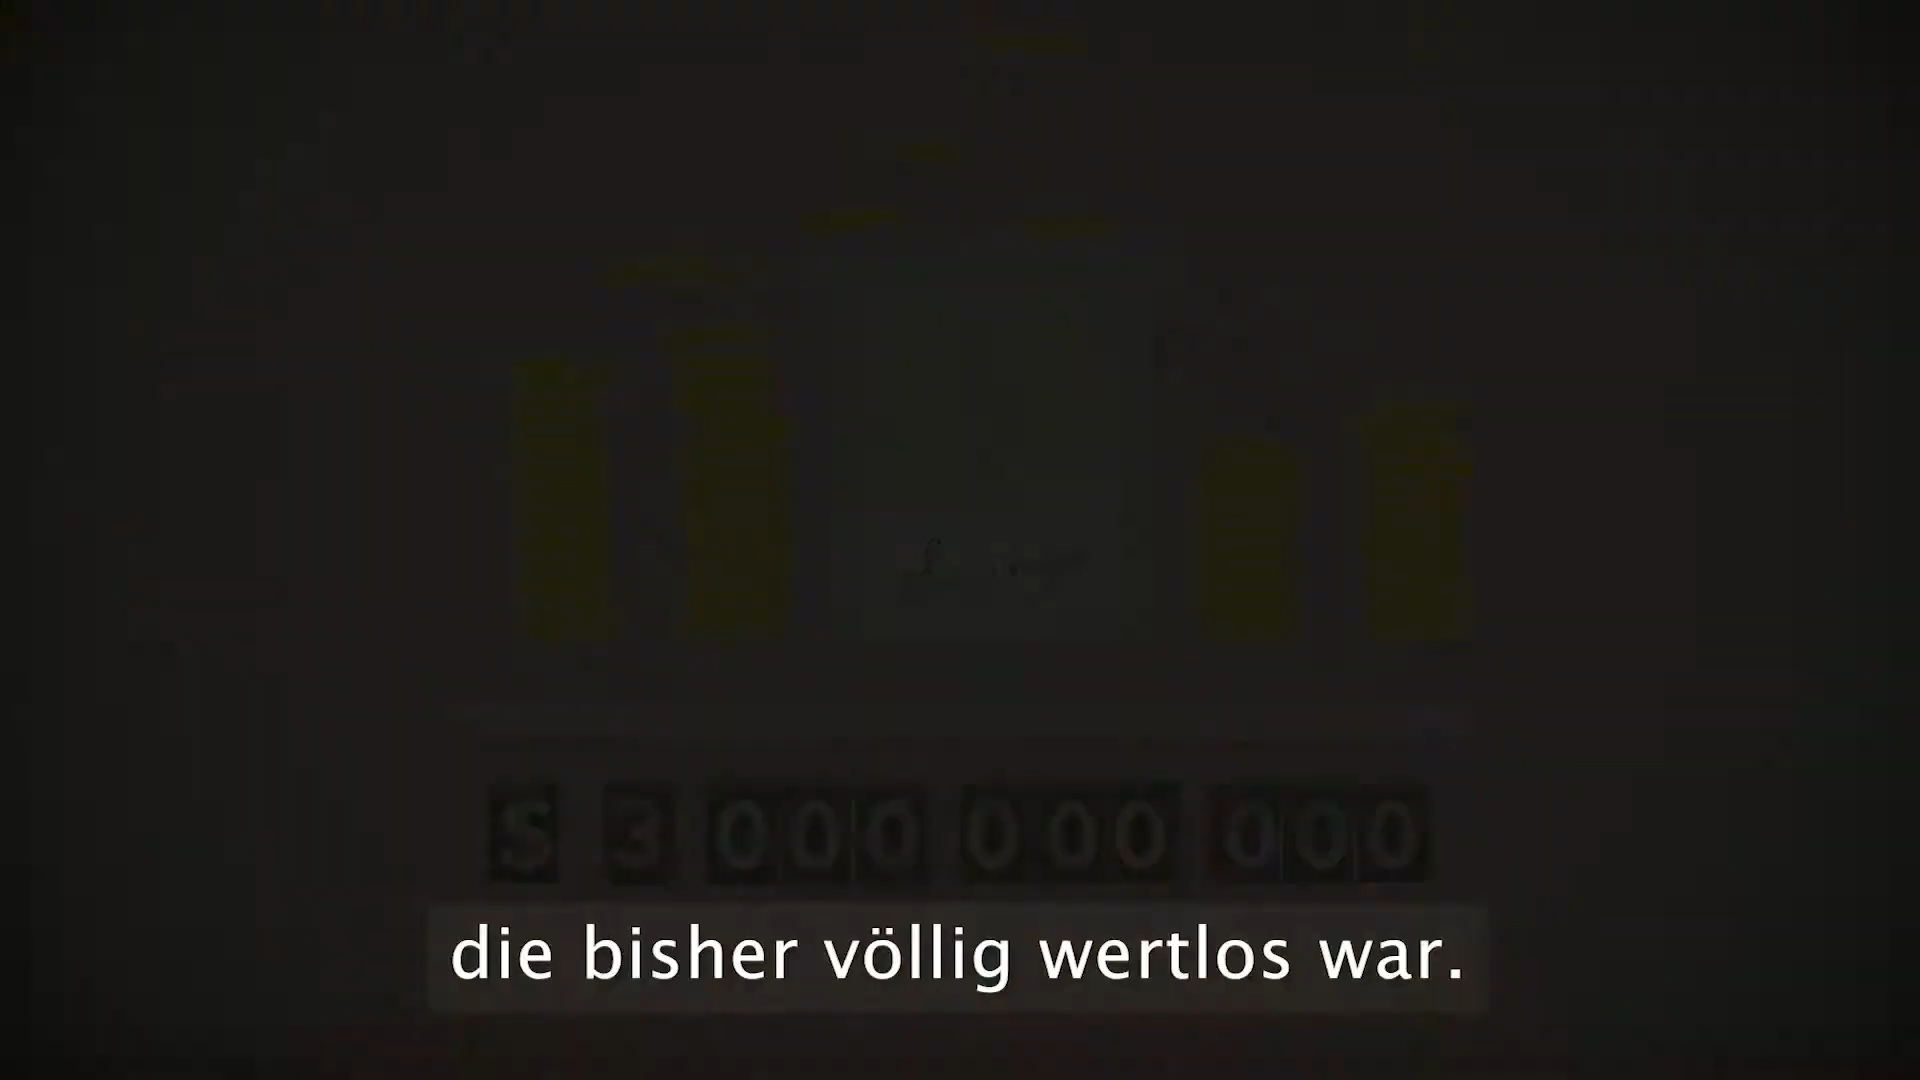 $ 3 000 000 000
die bisher völlig wertlos war.